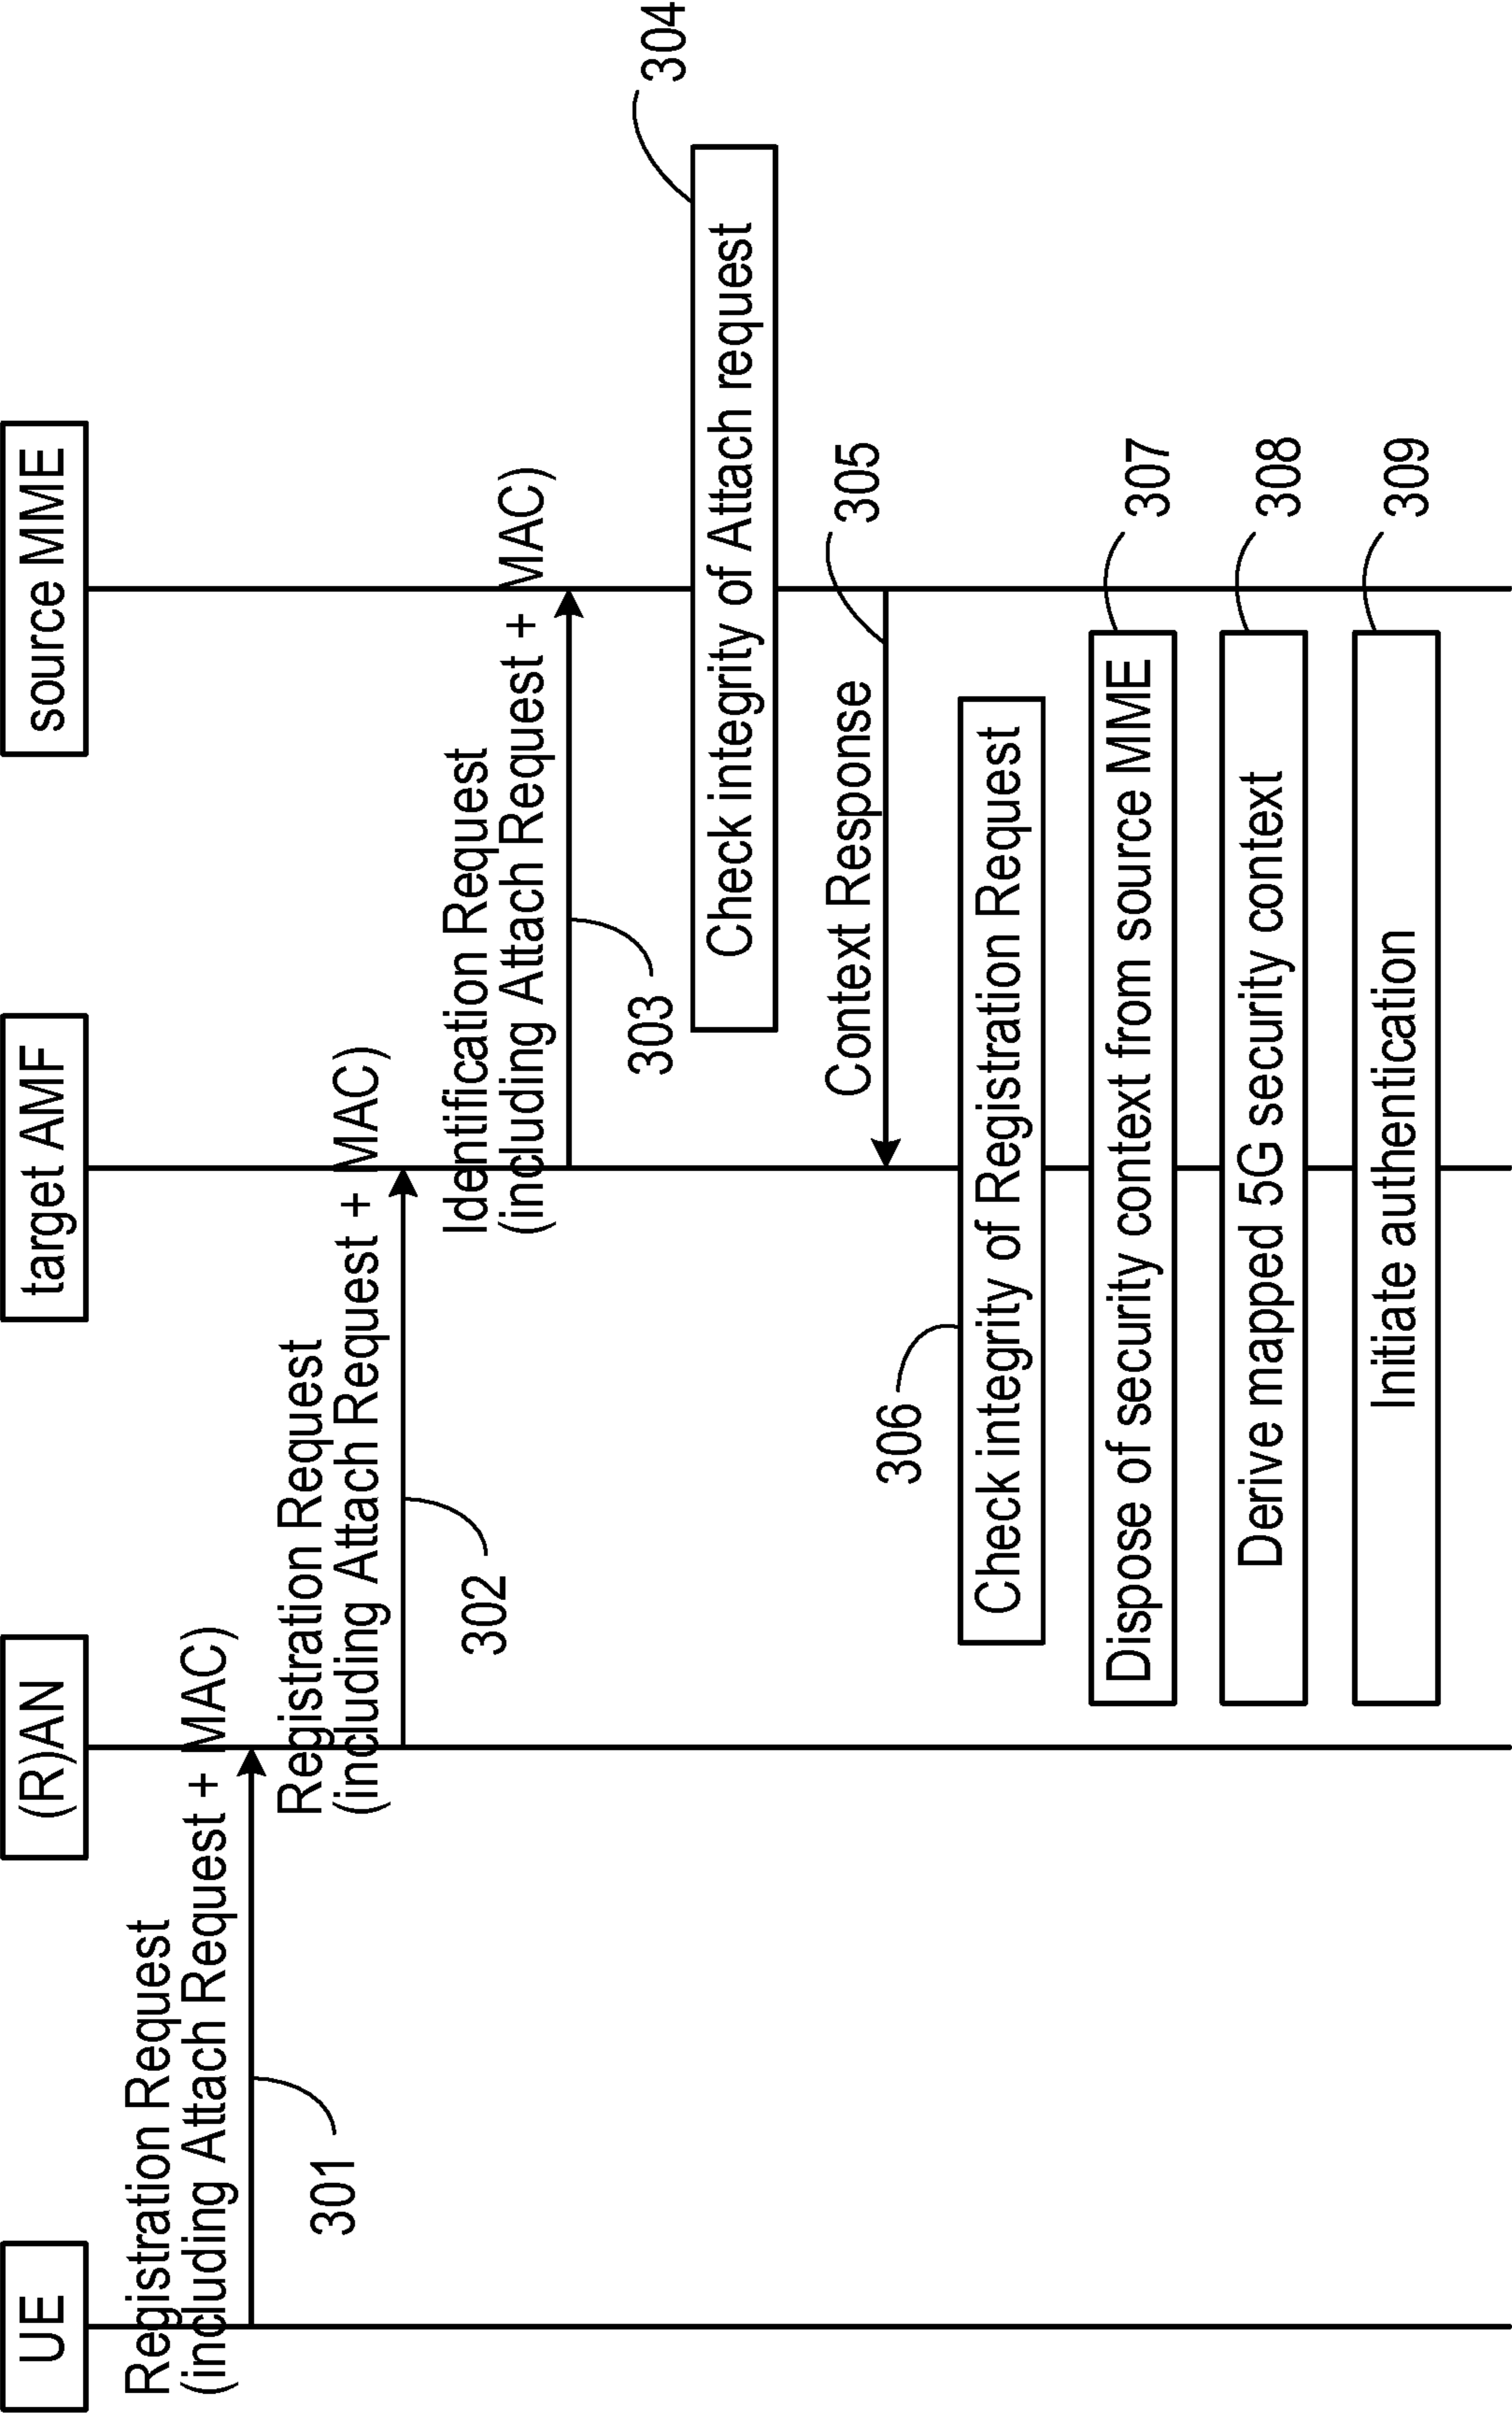 UE
(R)AN
target AMF
source MME
Registration Request
(including Attach Request + MAC)
301
Registration Request
(including Attach Request + MAC)
302
Identification Request
(including Attach Request + MAC)
303
Check integrity of Attach request
304
Context Response
305
Check integrity of Registration Request
306
Dispose of security context from source MME
307
Derive mapped 5G security context
308
Initiate authentication
309